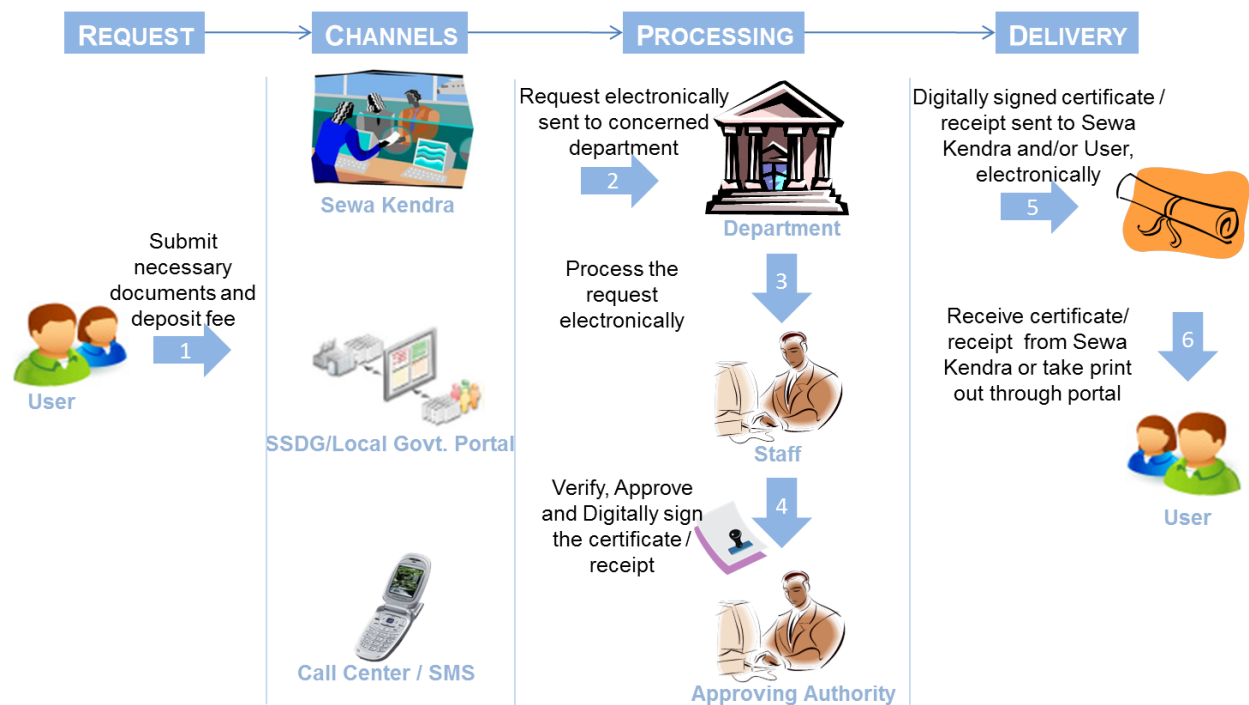 REQUEST
CHANNELS
PROCESSING
DELIVERY
Submit
necessary
documents and
deposit fee
1
User
Sewa Kendra
SSDG/Local Govt. Portal
Call Center / SMS
Request electronically
sent to concerned
department
2
Department
Process the
request
electronically
3
Staff
Verify, Approve
and Digitally sign
the certificate /
receipt
4
Approving Authority
Digitally signed certificate /
receipt sent to Sewa
Kendra and/or User,
electronically
5
Receive certificate/
receipt from Sewa
Kendra or take print
out through portal
6
User